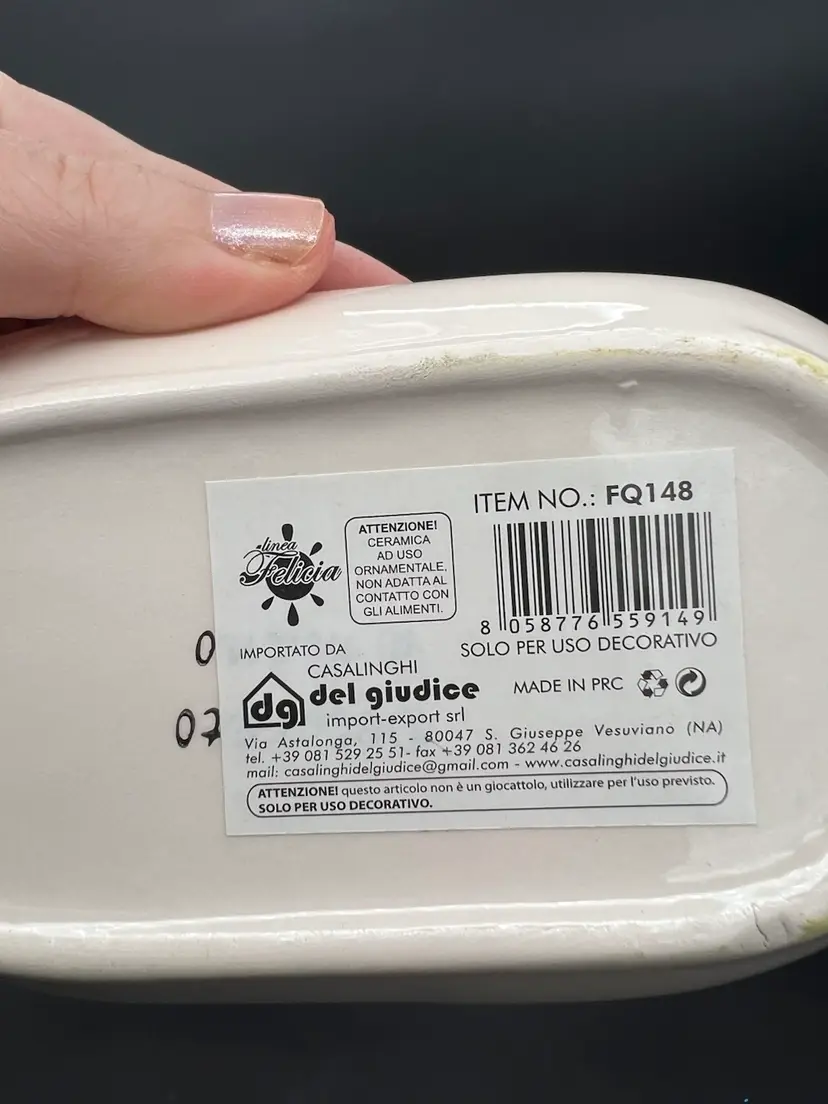 ITEM NO.: FQ148
linea
Felicia
ATTENZIONE!
CERAMICA
AD USO
ORNAMENTALE,
NON ADATTA AL
CONTATTO CON
GLI ALIMENTI.
8 058776 559149
SOLO PER USO DECORATIVO
IMPORTATO DA
CASALINGHI
dg del giudice
import-export srl
MADE IN PRC
Via Astalonga, 115 - 80047 S. Giuseppe Vesuviano (NA)
tel. +39 081 529 25 51- fax +39 081 362 46 26
mail: casalinghidelgiudice@gmail.com - www.casalinghidelgiudice.it
ATTENZIONE! questo articolo non è un giocattolo, utilizzare per l'uso previsto.
SOLO PER USO DECORATIVO.
0
07